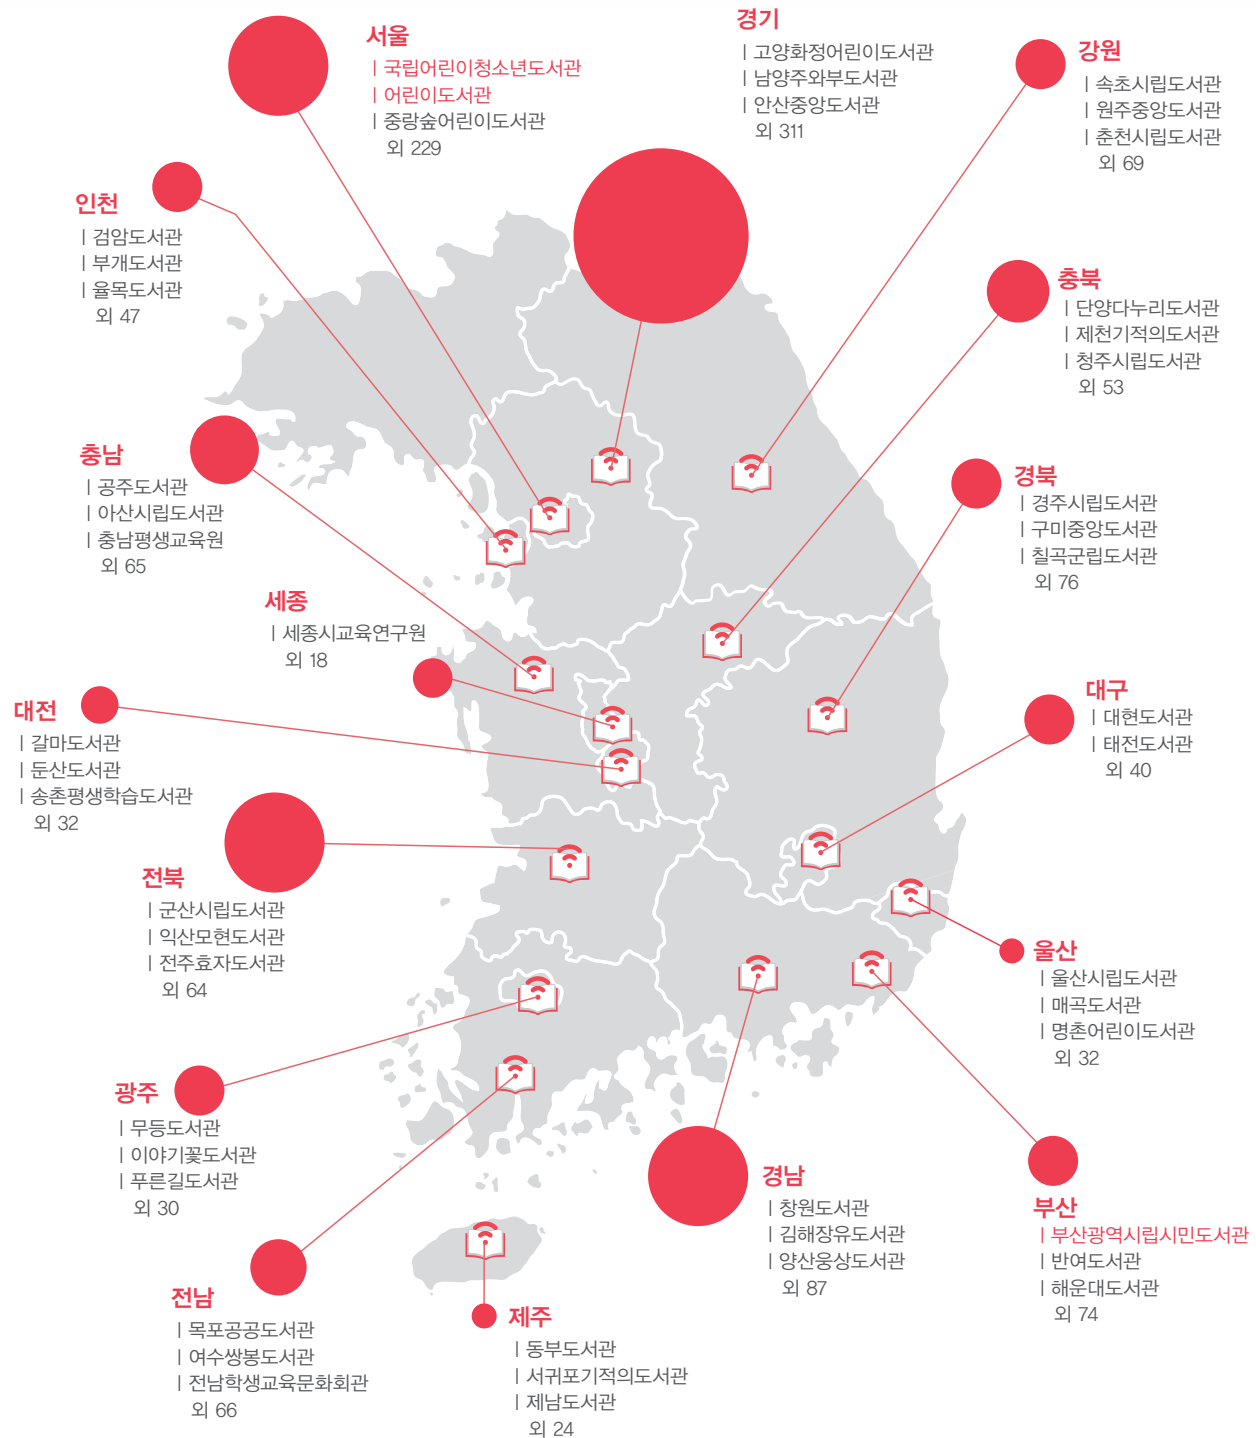 서울
| 국립어린이청소년도서관
| 어린이도서관
| 중랑숲어린이도서관
외 229
경기
| 고양화정어린이도서관
| 남양주와부도서관
| 안산중앙도서관
외 311
강원
| 속초시립도서관
| 원주중앙도서관
| 춘천시립도서관
외 69
인천
| 검암도서관
| 부개도서관
| 율목도서관
외 47
충북
| 단양다누리도서관
| 제천기적의도서관
| 청주시립도서관
외 53
충남
| 공주도서관
| 아산시립도서관
| 충남평생교육원
외 65
경북
| 경주시립도서관
| 구미중앙도서관
| 칠곡군립도서관
외 76
세종
| 세종시교육연구원
외 18
대전
| 갈마도서관
| 둔산도서관
| 송촌평생학습도서관
외 32
대구
| 대현도서관
| 태전도서관
외 40
전북
| 군산시립도서관
| 익산모현도서관
| 전주효자도서관
외 64
울산
| 울산시립도서관
| 매곡도서관
| 명촌어린이도서관
외 32
광주
| 무등도서관
| 이야기꽃도서관
| 푸른길도서관
외 30
경남
| 창원도서관
| 김해장유도서관
| 양산웅상도서관
외 87
부산
| 부산광역시립시민도서관
| 반여도서관
| 해운대도서관
외 74
전남
| 목포공공도서관
| 여수쌍봉도서관
| 전남학생교육문화회관
외 66
제주
| 동부도서관
| 서귀포기적의도서관
| 제남도서관
외 24